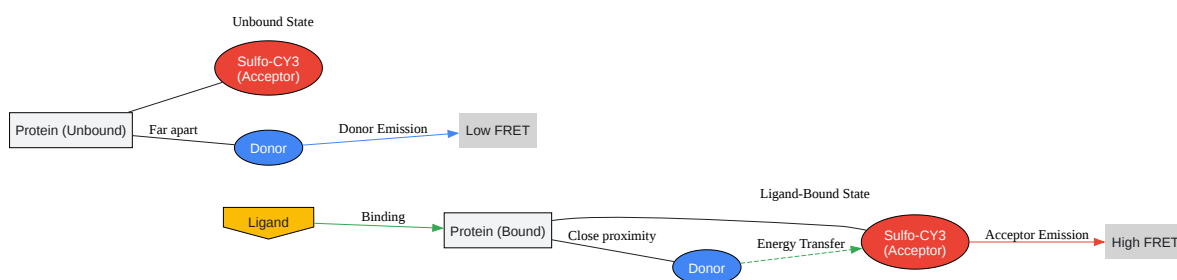 Unbound State
Sulfo-CY3
(Acceptor)
Protein (Unbound)
Far apart
Donor
Donor Emission
Low FRET
Ligand-Bound State
Ligand
Binding
Protein (Bound)
Close proximity
Donor
Energy Transfer
Sulfo-CY3
(Acceptor)
Acceptor Emission
High FRET